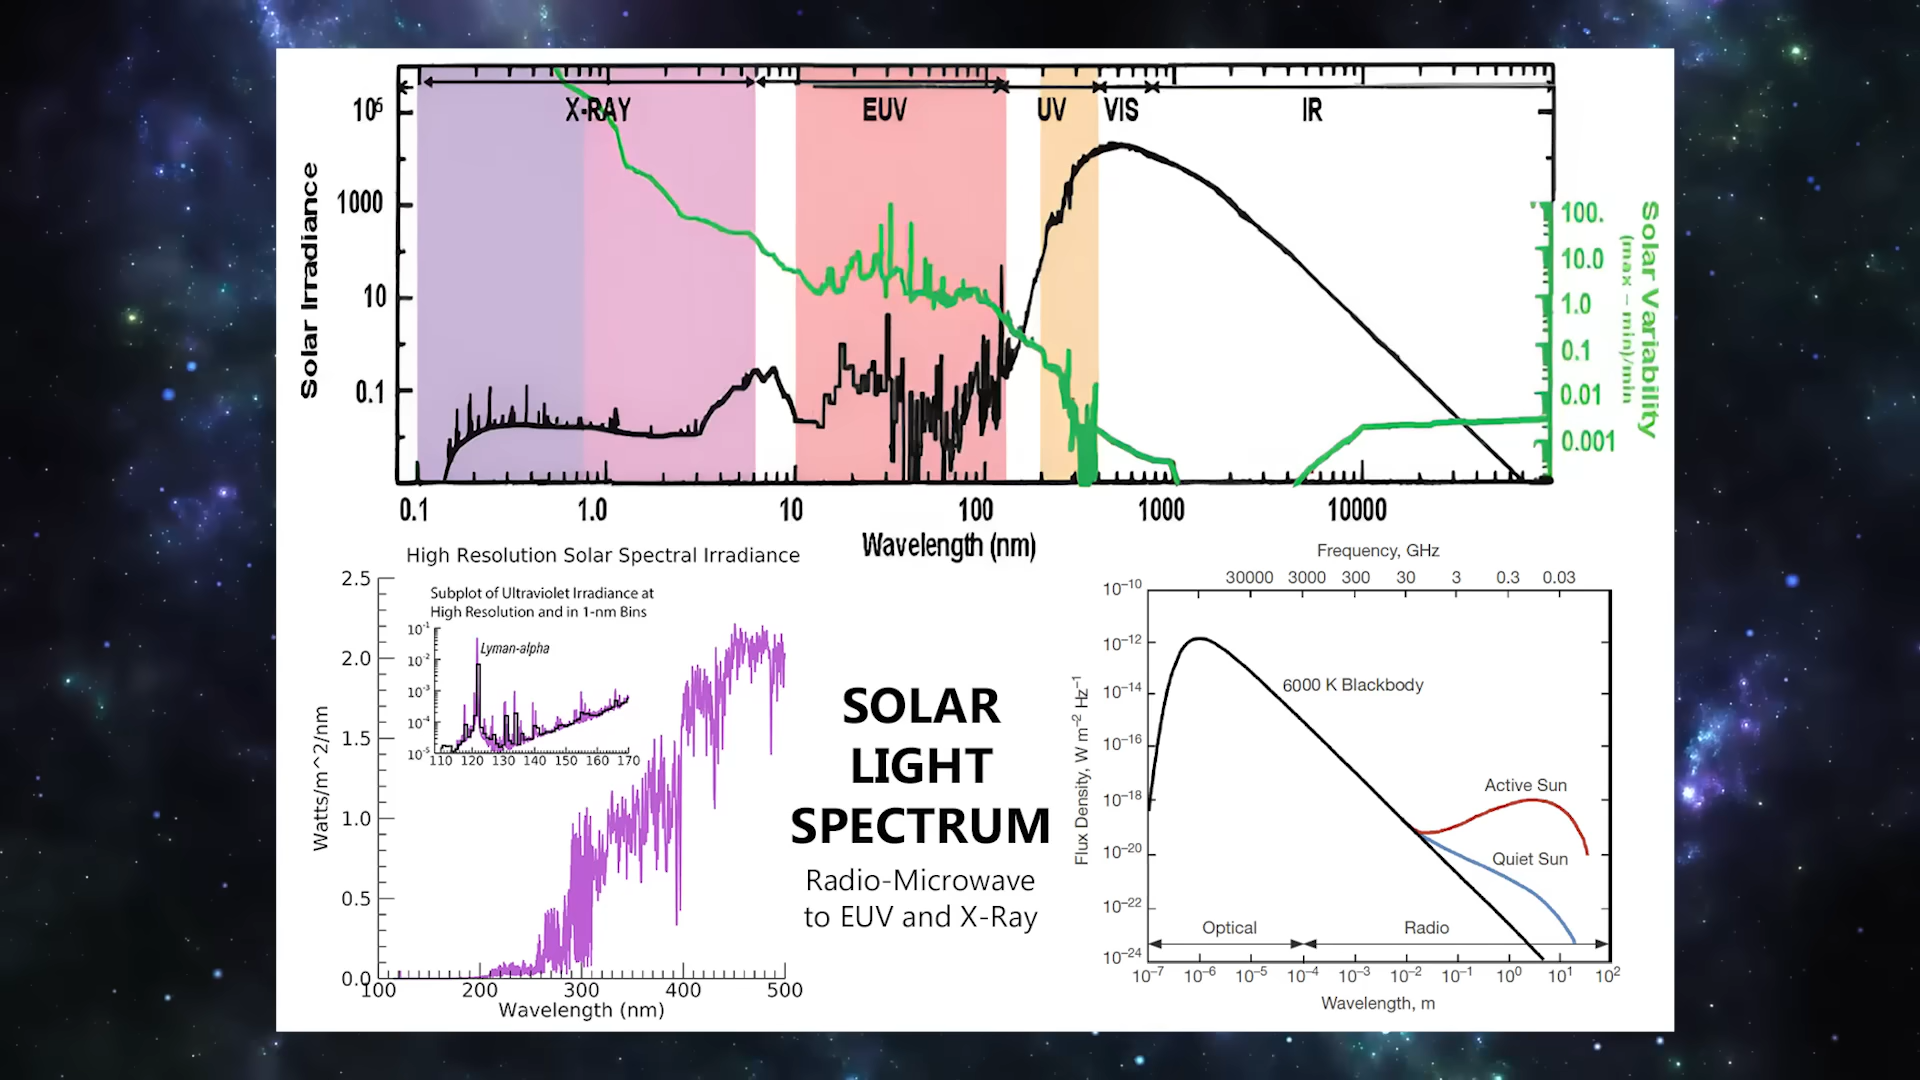 X-RAY
EUV
UV
VIS
IR
Solar Irradiance
10⁶
1000
10
0.1
100.
10.0
1.0
0.1
0.01
0.001
Solar Variability
(max – min)/min
0.1
1.0
10
100
1000
10000
Wavelength (nm)
High Resolution Solar Spectral Irradiance
Subplot of Ultraviolet Irradiance at
High Resolution and in 1-nm Bins
Lyman-alpha
10⁻¹
10⁻²
10⁻³
10⁻⁴
10⁻⁵
110 120 130 140 150 160 170
Watts/m^2/nm
2.5
2.0
1.5
1.0
0.5
0.0
100 200 300 400 500
Wavelength (nm)
SOLAR
LIGHT
SPECTRUM
Radio-Microwave
to EUV and X-Ray
Frequency, GHz
30000 3000 300 30 3 0.3 0.03
Flux Density, W m⁻² Hz⁻¹
10⁻¹⁰
10⁻¹²
10⁻¹⁴
10⁻¹⁶
10⁻¹⁸
10⁻²⁰
10⁻²²
10⁻²⁴
6000 K Blackbody
Active Sun
Quiet Sun
Optical
Radio
10⁻⁷ 10⁻⁶ 10⁻⁵ 10⁻⁴ 10⁻³ 10⁻² 10⁻¹ 10⁰ 10¹ 10²
Wavelength, m